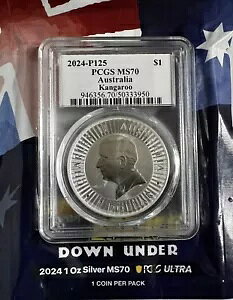 2024-P125 $1
PCGS MS70
Australia
Kangaroo
946356.70/50333950
DOWN UNDER
2024 1 Oz Silver MS70 PCGS ULTRA
1 COIN PER PACK